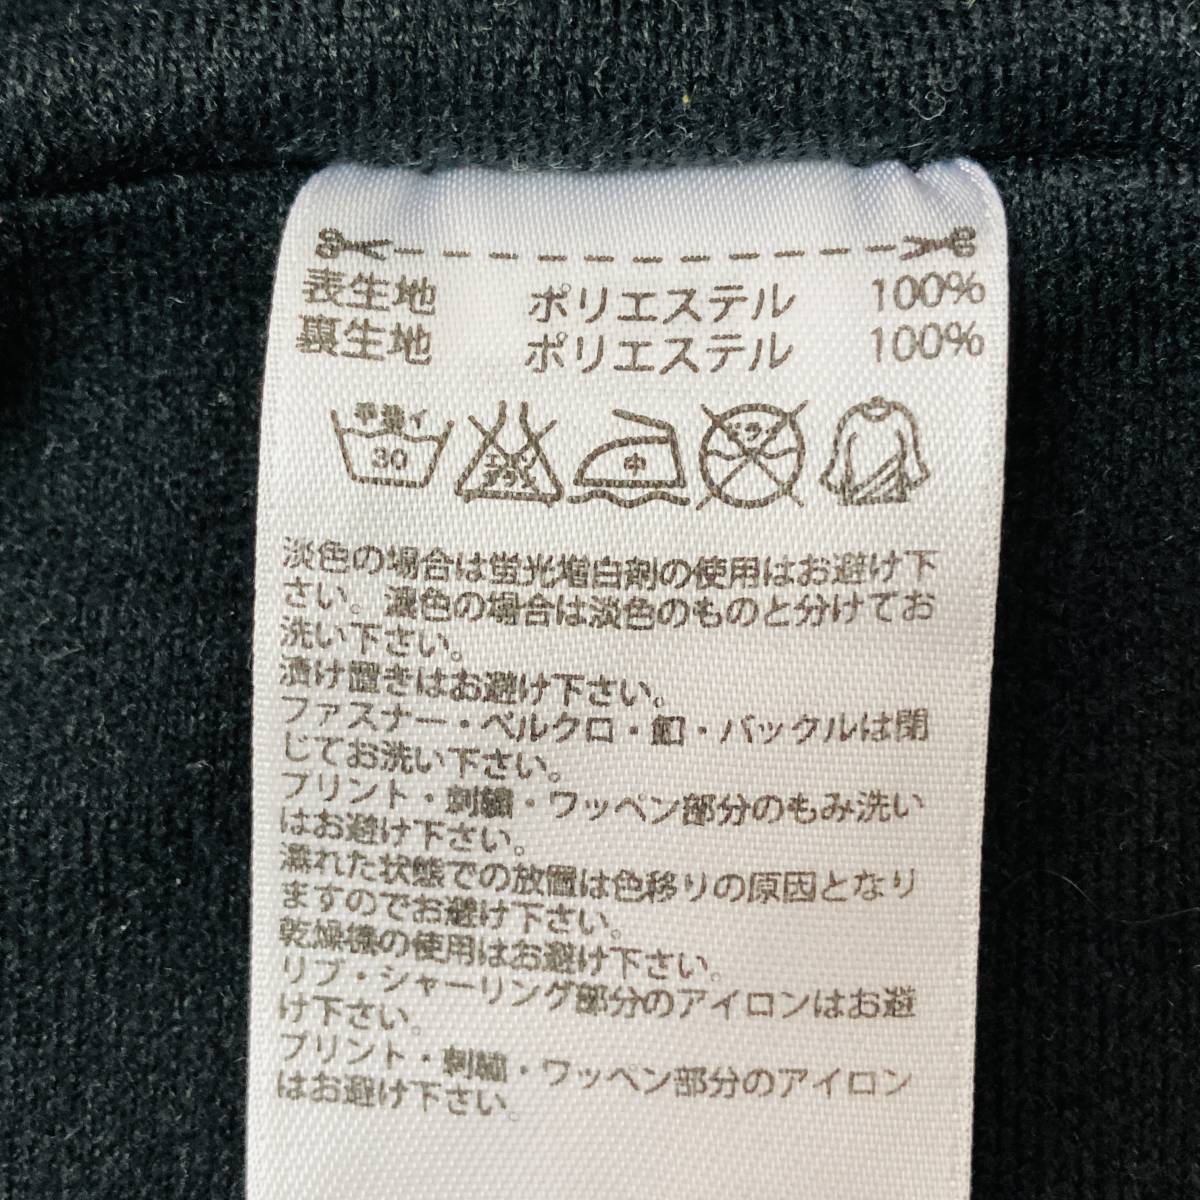 表生地 ポリエステル 100%
裏生地 ポリエステル 100%
手洗イ 30 エンソサラシ 中 ドライ
淡色の場合は蛍光増白剤の使用はお避け下
さい。濃色の場合は淡色のものと分けてお
洗い下さい。
漬け置きはお避け下さい。
ファスナー・ベルクロ・釦・バックルは閉
じてお洗い下さい。
プリント・刺繍・ワッペン部分のもみ洗い
はお避け下さい。
濡れた状態での放置は色移りの原因となり
ますのでお避け下さい。
乾燥機の使用はお避け下さい。
リブ・シャーリング部分のアイロンはお避
け下さい。
プリント・刺繍・ワッペン部分のアイロン
はお避け下さい。